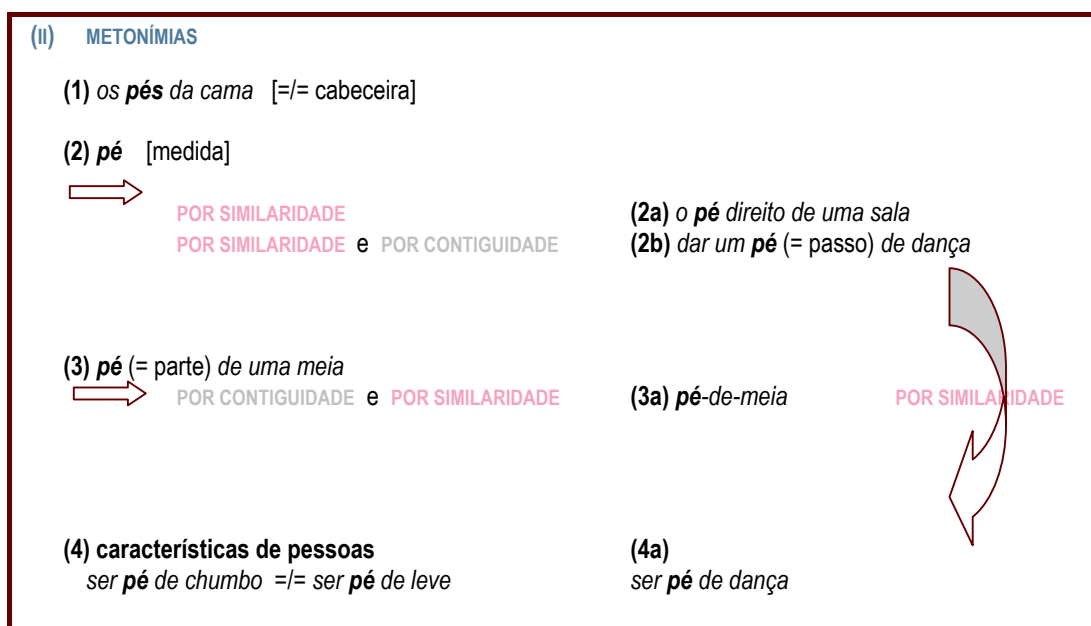 (II) METONÍMIAS
(1) os pés da cama [=/= cabeceira]
(2) pé [medida]
POR SIMILARIDADE (2a) o pé direito de uma sala
POR SIMILARIDADE e POR CONTIGUIDADE (2b) dar um pé (= passo) de dança
(3) pé (= parte) de uma meia
POR CONTIGUIDADE e POR SIMILARIDADE (3a) pé-de-meia POR SIMILARIDADE
(4) características de pessoas (4a)
ser pé de chumbo =/= ser pé de leve ser pé de dança